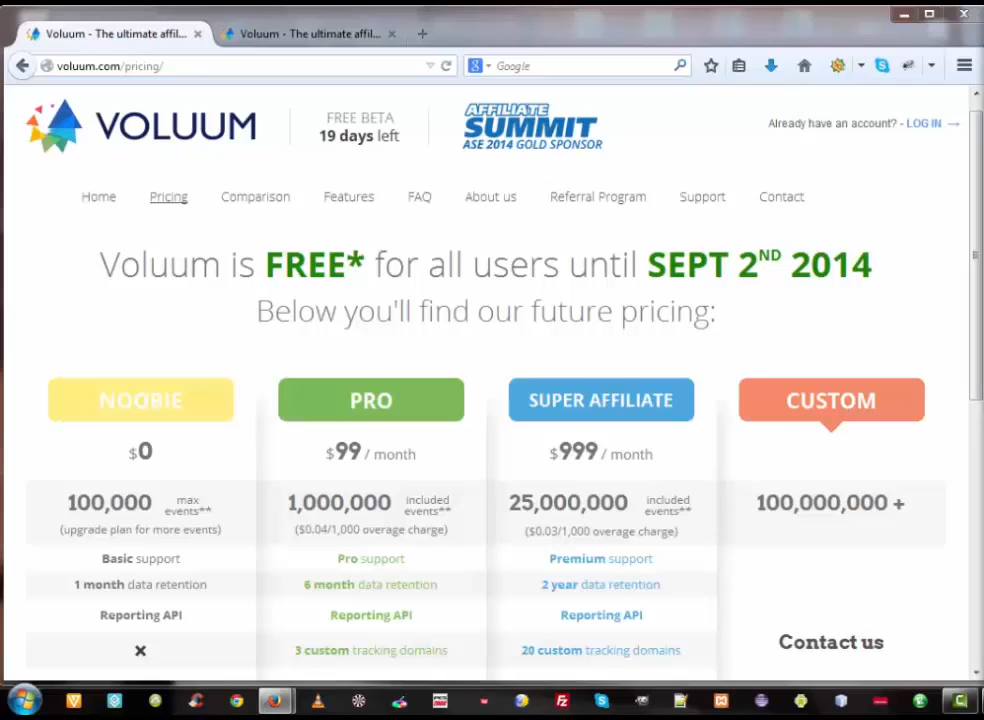 Voluum - The ultimate affil...
Voluum - The ultimate affil...
voluum.com/pricing/
Google
VOLUUM
FREE BETA
19 days left
AFFILIATE
SUMMIT
ASE 2014 GOLD SPONSOR
Already have an account? - LOG IN →
Home Pricing Comparison Features FAQ About us Referral Program Support Contact
Voluum is FREE* for all users until SEPT 2ND 2014
Below you'll find our future pricing:
NOOBIE PRO SUPER AFFILIATE CUSTOM
$0 $99 / month $999 / month
100,000 max events** 1,000,000 included events** 25,000,000 included events** 100,000,000 +
(upgrade plan for more events) ($0.04/1,000 overage charge) ($0.03/1,000 overage charge)
Basic support Pro support Premium support
1 month data retention 6 month data retention 2 year data retention
Reporting API Reporting API Reporting API
Contact us
3 custom tracking domains 20 custom tracking domains